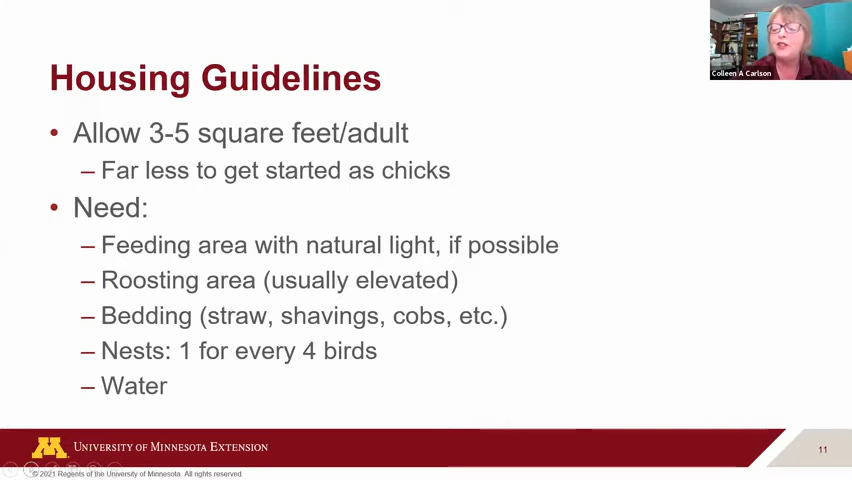 Colleen A Carlson
Housing Guidelines
• Allow 3-5 square feet/adult
– Far less to get started as chicks
• Need:
– Feeding area with natural light, if possible
– Roosting area (usually elevated)
– Bedding (straw, shavings, cobs, etc.)
– Nests: 1 for every 4 birds
– Water
M UNIVERSITY OF MINNESOTA EXTENSION
11
© 2021 Regents of the University of Minnesota. All rights reserved.